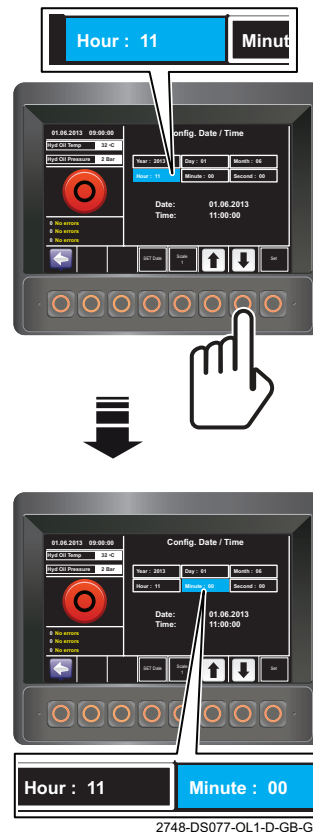 Hour : 11 Minut
01.06.2013 09:00:00 Config. Date / Time
Hyd Oil Temp 32 °C
Hyd Oil Pressure 2 Bar
Year : 2013 Day : 01 Month : 06
Hour : 11 Minute : 00 Second : 00
Date: 01.06.2013
Time: 11:00:00
0 No errors
0 No errors
0 No errors
SET Date Scale 1 Set
01.06.2013 09:00:00 Config. Date / Time
Hyd Oil Temp 32 °C
Hyd Oil Pressure 2 Bar
Year : 2013 Day : 01 Month : 06
Hour : 11 Minute : 00 Second : 00
Date: 01.06.2013
Time: 11:00:00
0 No errors
0 No errors
0 No errors
SET Date Scale 1 Set
Hour : 11 Minute : 00
2748-DS077-OL1-D-GB-G